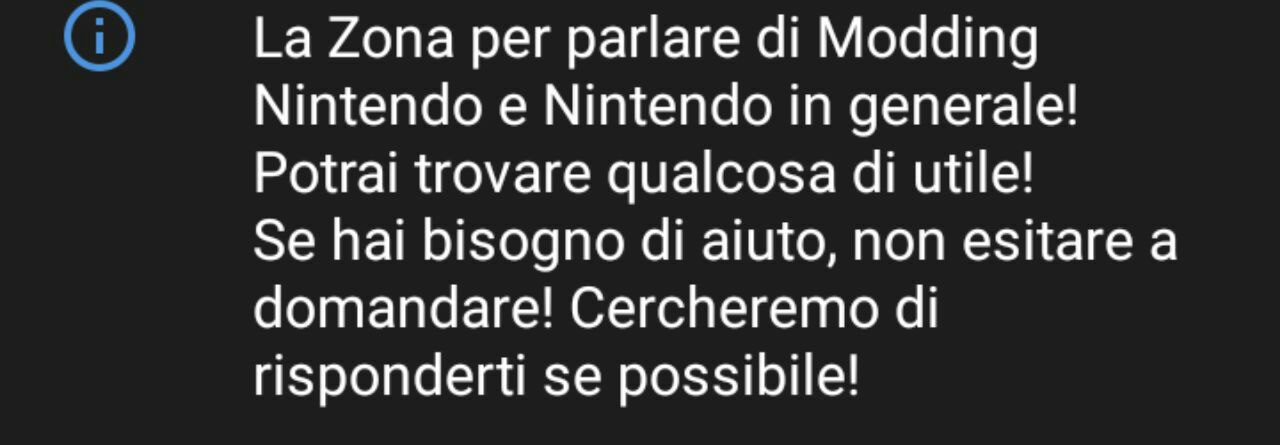 La Zona per parlare di Modding
Nintendo e Nintendo in generale!
Potrai trovare qualcosa di utile!
Se hai bisogno di aiuto, non esitare a
domandare! Cercheremo di
risponderti se possibile!